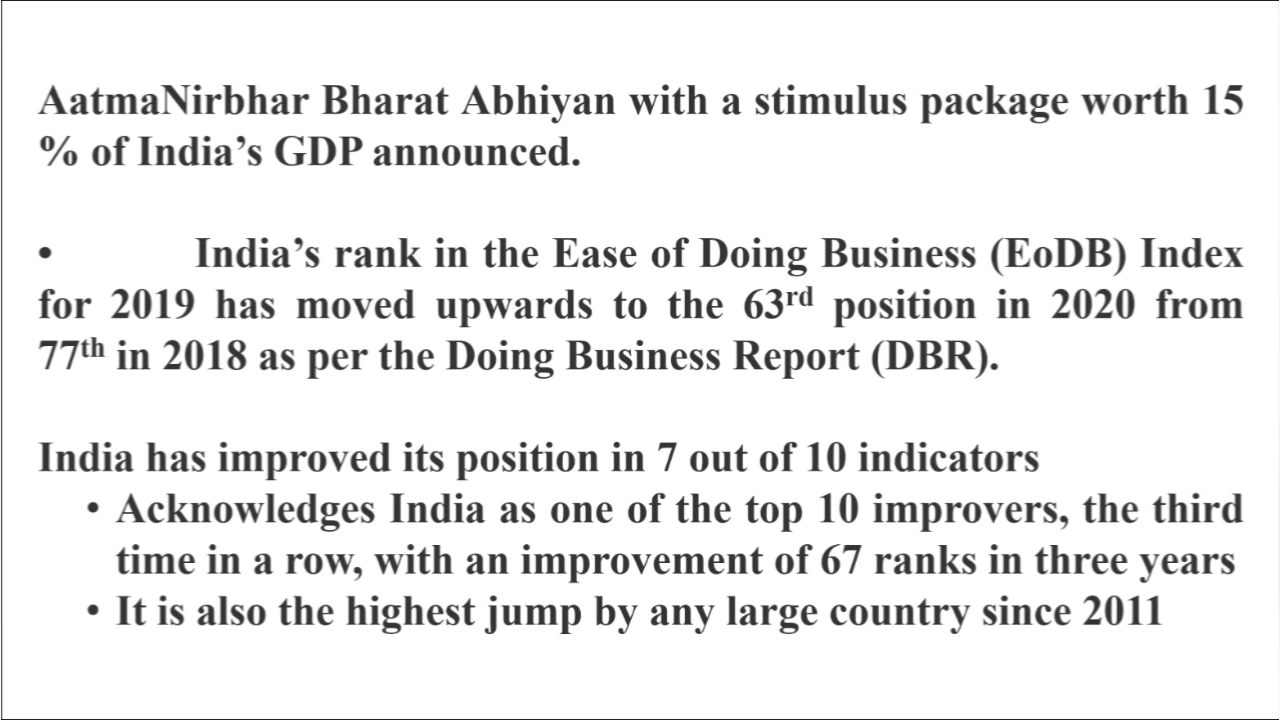 AatmaNirbhar Bharat Abhiyan with a stimulus package worth 15
% of India’s GDP announced.
• India’s rank in the Ease of Doing Business (EoDB) Index
for 2019 has moved upwards to the 63rd position in 2020 from
77th in 2018 as per the Doing Business Report (DBR).
India has improved its position in 7 out of 10 indicators
• Acknowledges India as one of the top 10 improvers, the third
time in a row, with an improvement of 67 ranks in three years
• It is also the highest jump by any large country since 2011